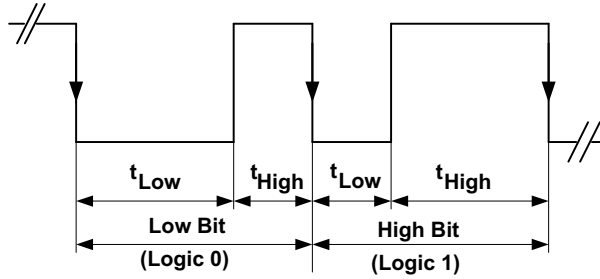 tLow
tHigh
tLow
tHigh
Low Bit
(Logic 0)
High Bit
(Logic 1)